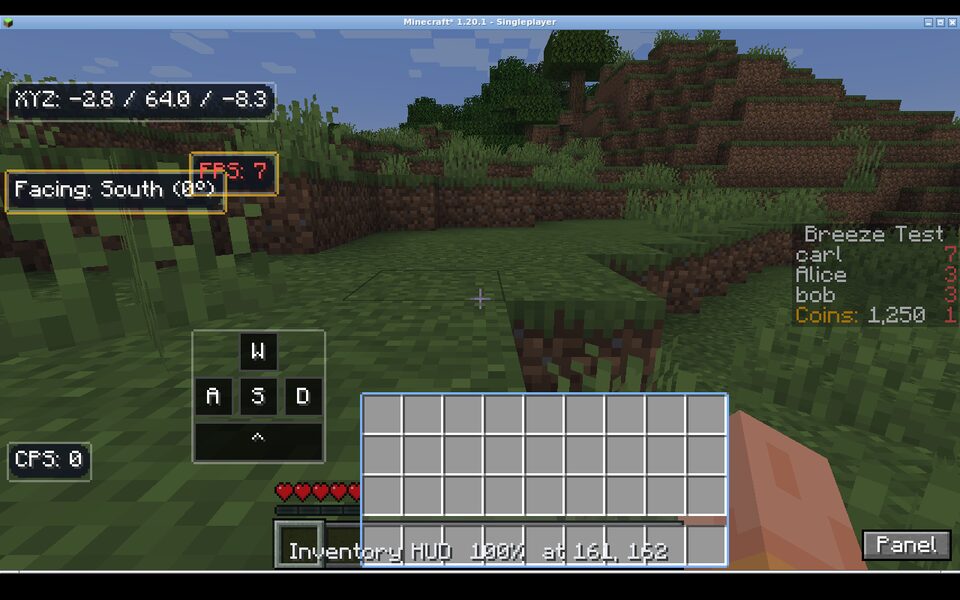 Minecraft* 1.20.1 - Singleplayer
XYZ: -2.8 / 64.0 / -8.3
FPS: 7
Facing: South (0°)
Breeze Test
carl 7
Alice 3
bob 3
Coins: 1,250 1
W
A S D
^
CPS: 0
Inventory HUD 100% at 161, 162
Panel